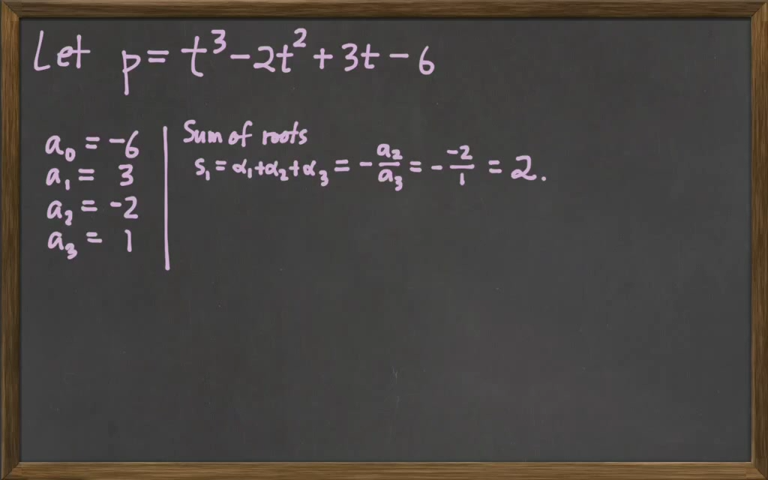 Let p = t³ - 2t² + 3t - 6
a₀ = -6
a₁ = 3
a₂ = -2
a₃ = 1
Sum of roots
s₁ = α₁+α₂+α₃ = - a₂/a₃ = - -2/1 = 2.